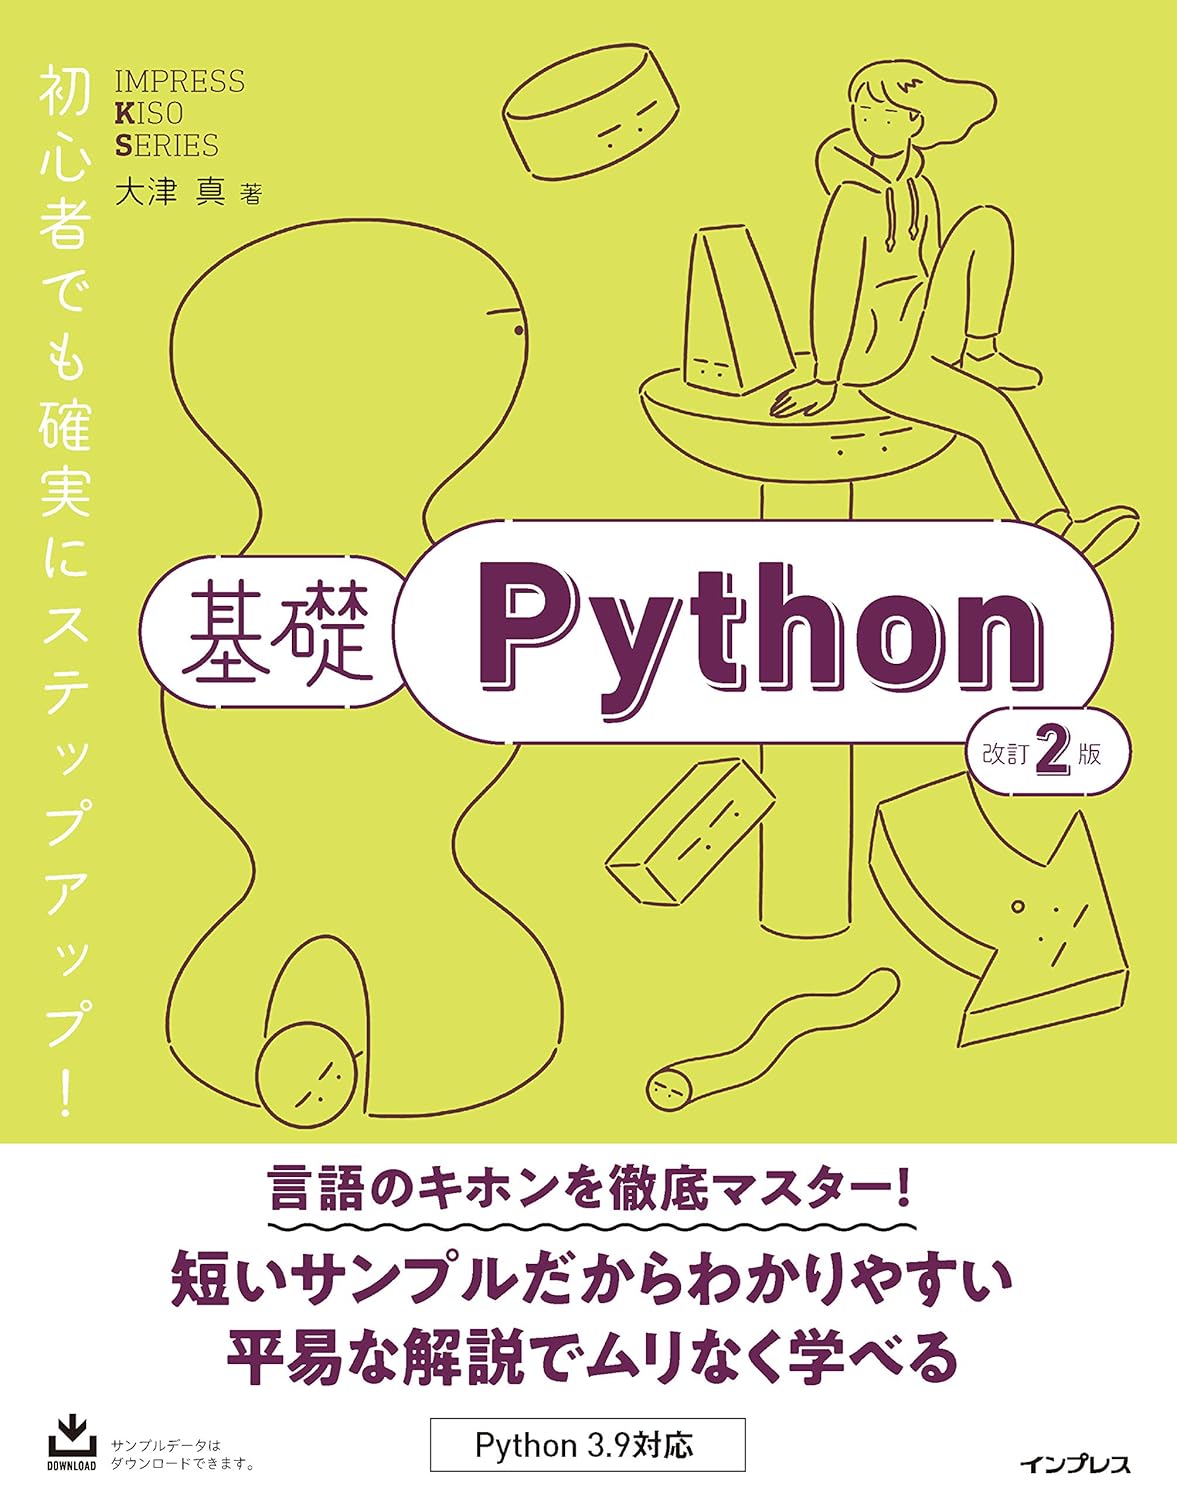 初心者でも確実にステップアップ!
IMPRESS
KISO
SERIES
大津 真 著
基礎
Python
改訂2版
言語のキホンを徹底マスター!
短いサンプルだからわかりやすい
平易な解説でムリなく学べる
DOWNLOAD
サンプルデータは
ダウンロードできます。
Python 3.9対応
インプレス